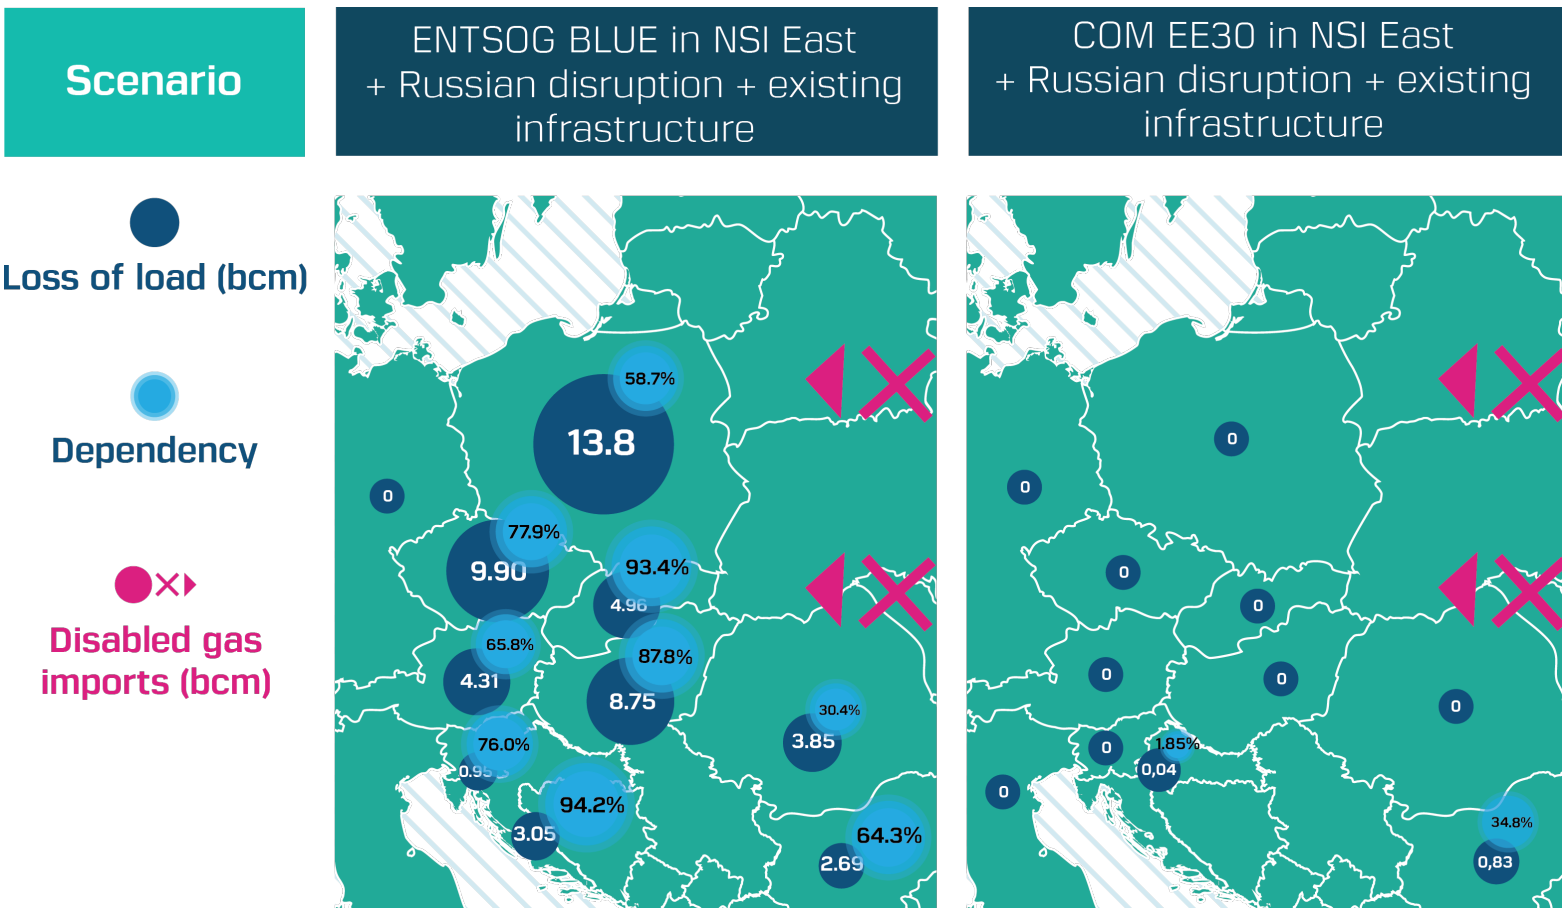 Scenario
ENTSOG BLUE in NSI East
+ Russian disruption + existing
infrastructure
COM EE30 in NSI East
+ Russian disruption + existing
infrastructure
Loss of load (bcm)
Dependency
Disabled gas
imports (bcm)
58.7%
13.8
0
77.9%
9.90
93.4%
4.96
65.8%
4.31
87.8%
8.75
30.4%
3.85
76.0%
0.95
94.2%
3.05
64.3%
2.69
0
0
0
0
0
0
0
0
1.85%
0,04
0
34.8%
0,83